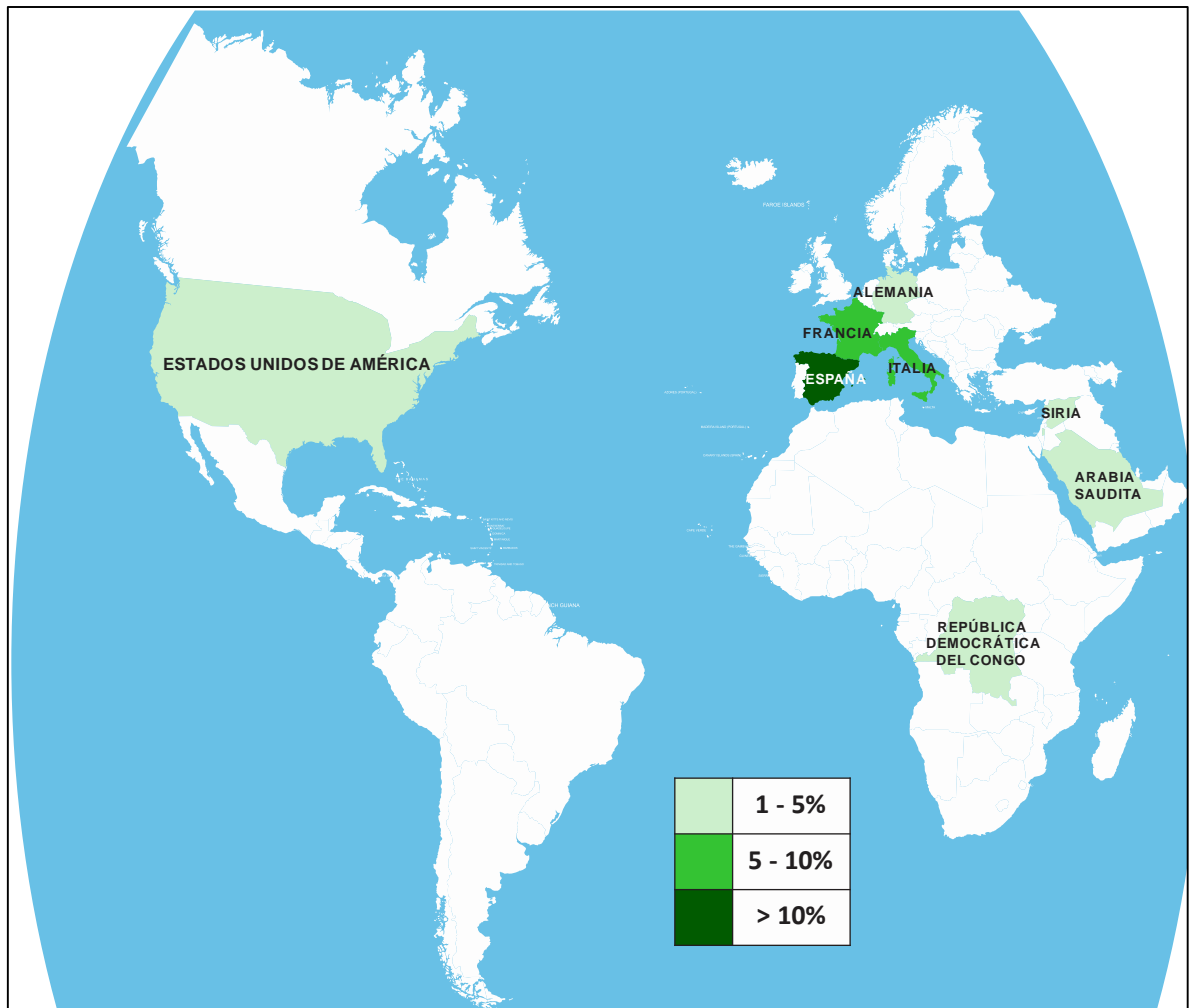 FAROE ISLANDS
ALEMANIA
FRANCIA
ESTADOS UNIDOS DE AMÉRICA
ITALIA
ESPAÑA
SIRIA
ARABIA
SAUDITA
REPÚBLICA
DEMOCRÁTICA
DEL CONGO
1 - 5%
5 - 10%
> 10%